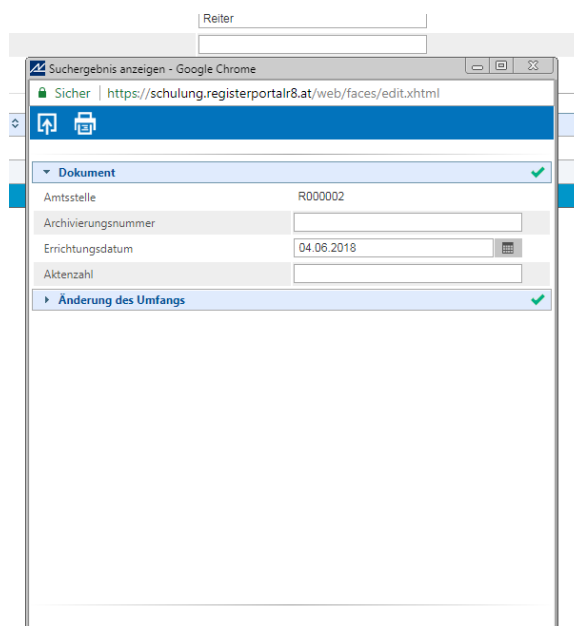 Reiter
Suchergebnis anzeigen - Google Chrome
Sicher | https://schulung.registerportalr8.at/web/faces/edit.xhtml
Dokument
Amtsstelle R000002
Archivierungsnummer
Errichtungsdatum 04.06.2018
Aktenzahl
Änderung des Umfangs